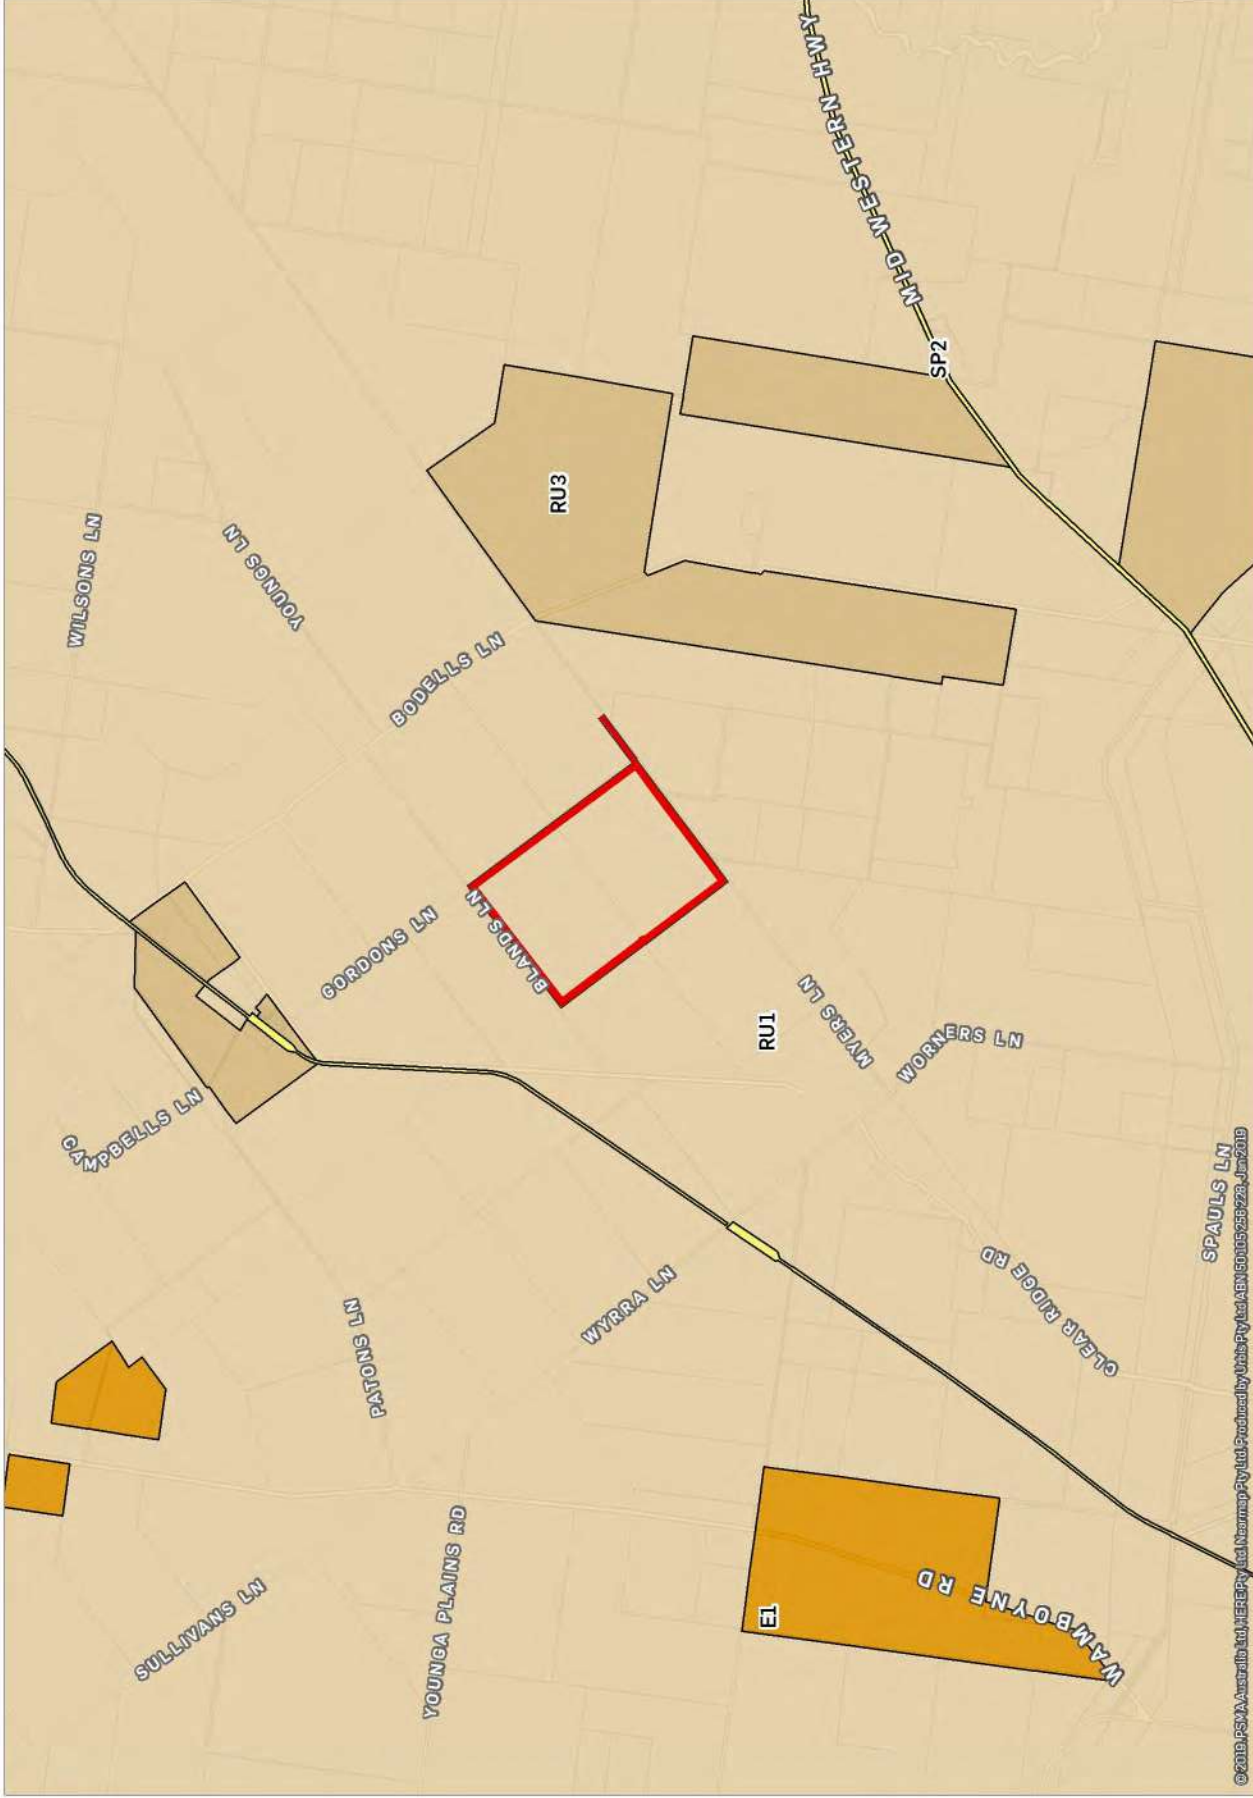 SULLIVANS LN
CAMPBELLS LN
WILSONS LN
YOUNGS LN
PATONS LN
GORDONS LN
BODELLS LN
YOUNGA PLAINS RD
BLANDS LN
RU3
WYRRA LN
E1
RU1
MYERS LN
MID WESTERN HWY
SP2
WAMBOYNE RD
WORNERS LN
CLEAR RIDGE RD
SPAULS LN
© 2019. PSMA Australia Ltd, HERE Pty Ltd. Nearmap Pty Ltd. Produced by Urbis Pty Ltd ABN 50 105 256 228, Jun 2019